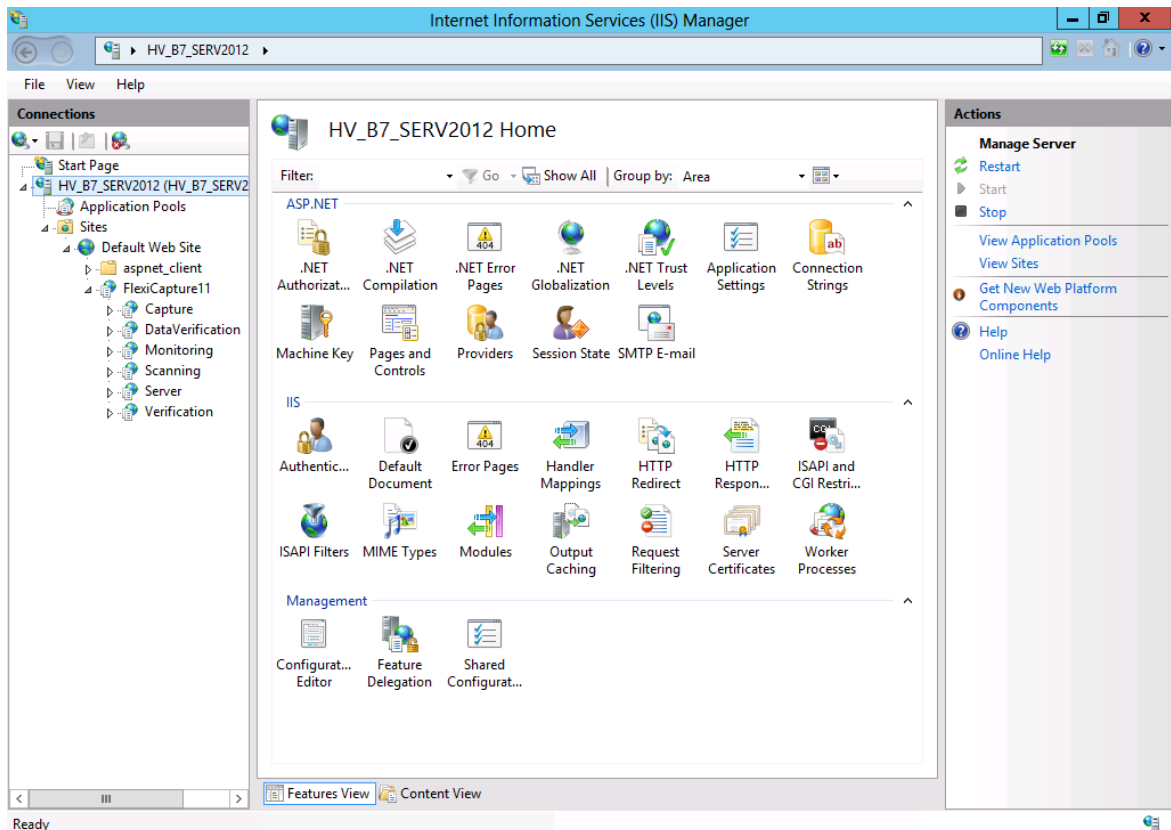 Internet Information Services (IIS) Manager
HV_B7_SERV2012
File View Help
Connections
Start Page
HV_B7_SERV2012 (HV_B7_SERV2
Application Pools
Sites
Default Web Site
aspnet_client
FlexiCapture11
Capture
DataVerification
Monitoring
Scanning
Server
Verification
HV_B7_SERV2012 Home
Filter: Go Show All Group by: Area
ASP.NET
.NET Authorizat...
.NET Compilation
.NET Error Pages
.NET Globalization
.NET Trust Levels
Application Settings
Connection Strings
Machine Key
Pages and Controls
Providers
Session State
SMTP E-mail
IIS
Authentic...
Default Document
Error Pages
Handler Mappings
HTTP Redirect
HTTP Respon...
ISAPI and CGI Restri...
ISAPI Filters
MIME Types
Modules
Output Caching
Request Filtering
Server Certificates
Worker Processes
Management
Configurat... Editor
Feature Delegation
Shared Configurat...
Features View
Content View
Actions
Manage Server
Restart
Start
Stop
View Application Pools
View Sites
Get New Web Platform
Components
Help
Online Help
Ready